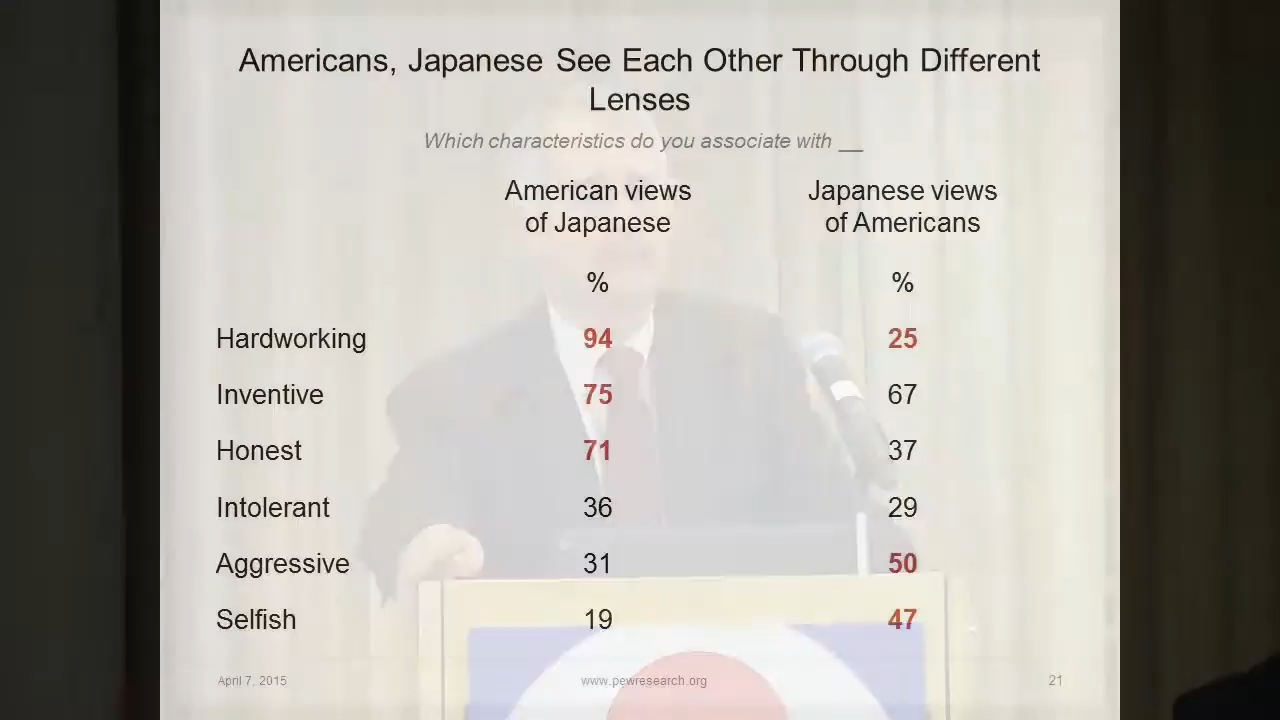 Americans, Japanese See Each Other Through Different
Lenses
Which characteristics do you associate with __
American views
of Japanese
Japanese views
of Americans
% %
Hardworking 94 25
Inventive 75 67
Honest 71 37
Intolerant 36 29
Aggressive 31 50
Selfish 19 47
April 7, 2015 www.pewresearch.org 21